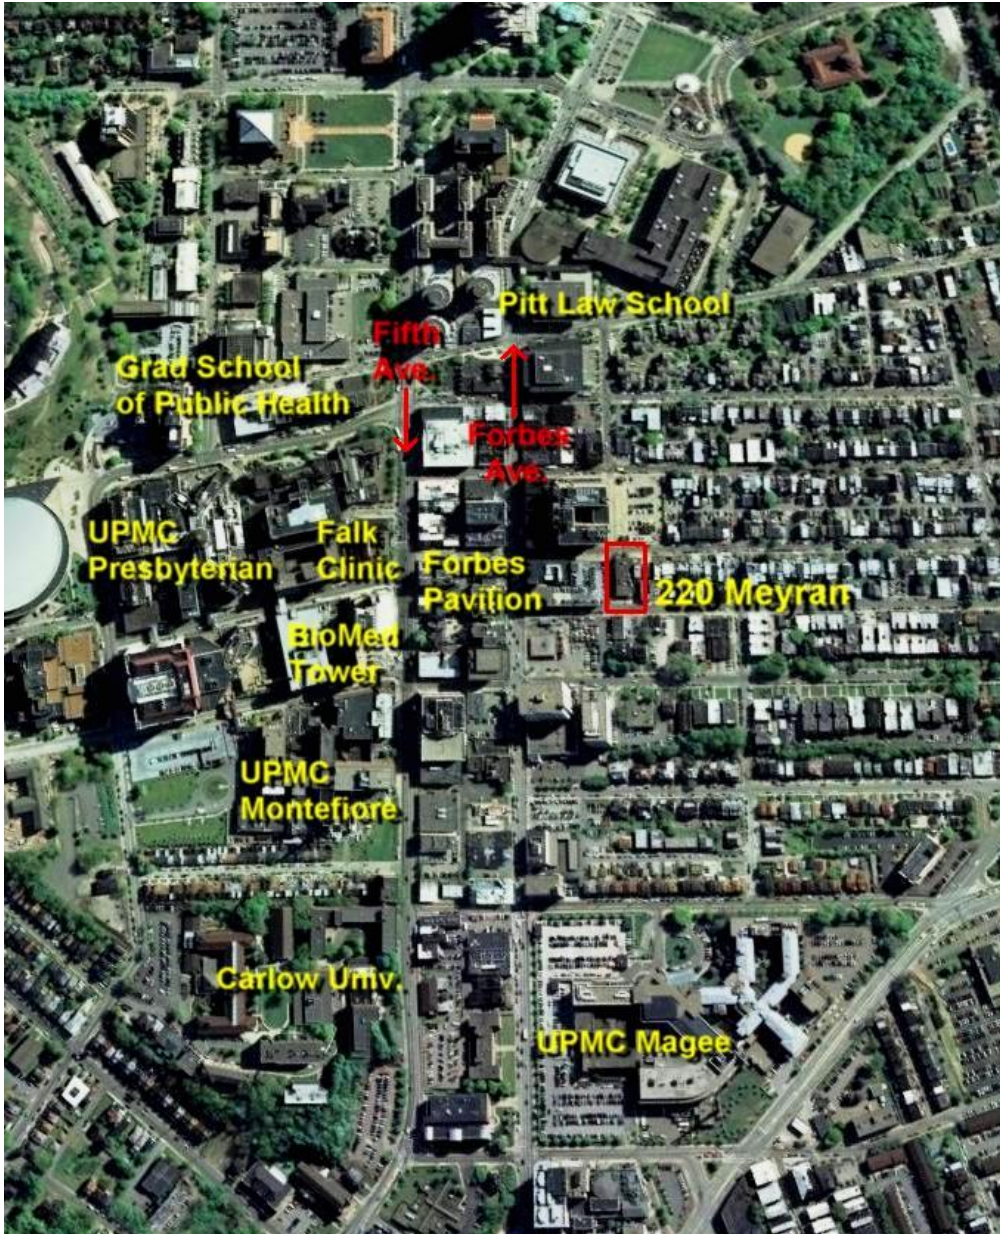 Pitt Law School
Fifth
Ave.
Grad School
of Public Health
Forbes
Ave.
UPMC
Presbyterian
Falk
Clinic
Forbes
Pavilion
220 Meyran
BioMed
Tower
UPMC
Montefiore
Carlow Univ.
UPMC Magee